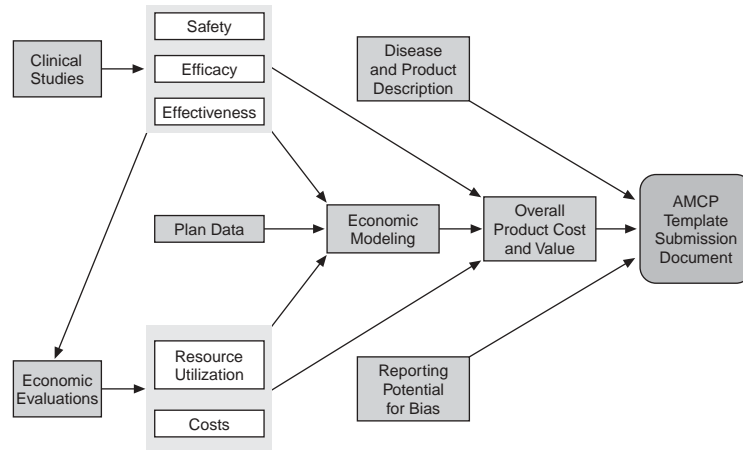 Safety
Clinical
Studies
Efficacy
Effectiveness
Disease
and Product
Description
Plan Data
Economic
Modeling
Overall
Product Cost
and Value
AMCP
Template
Submission
Document
Economic
Evaluations
Resource
Utilization
Costs
Reporting
Potential
for Bias